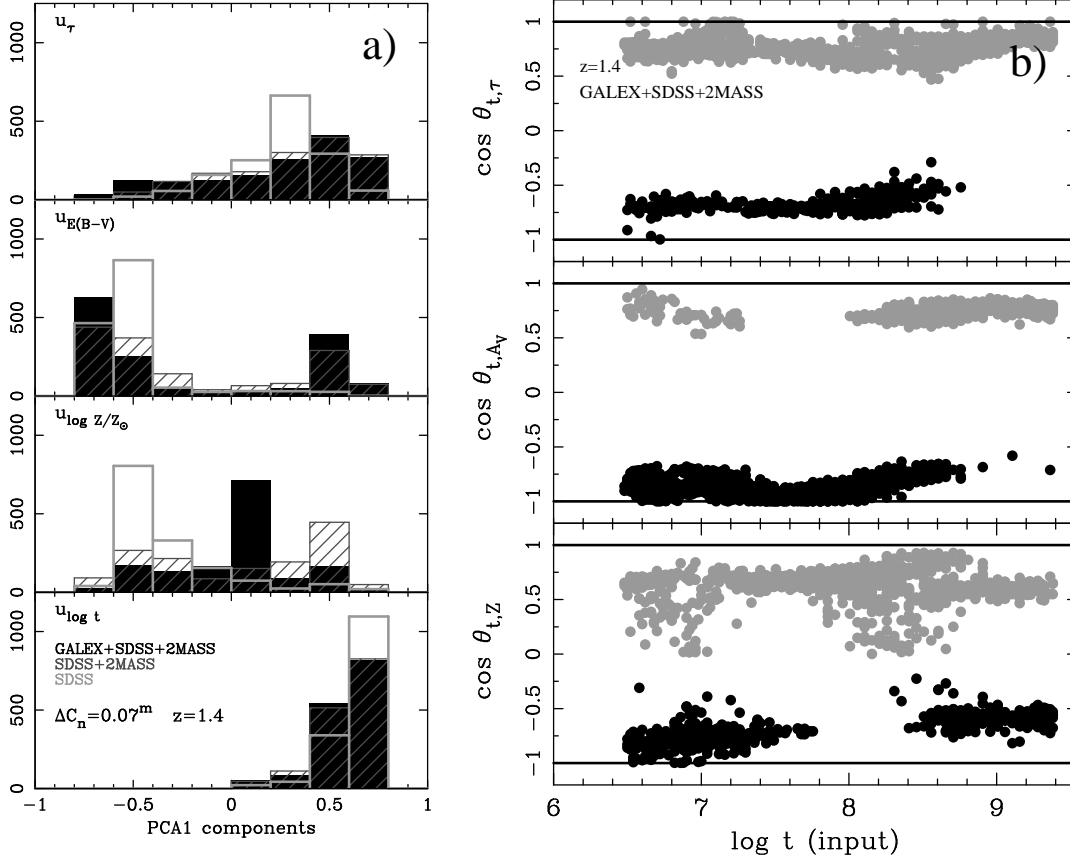 a)
u_τ
1000
500
0
u_E(B−V)
1000
500
0
u_log Z/Z⊙
1000
500
0
u_log t
1000
500
0
GALEX+SDSS+2MASS
SDSS+2MASS
SDSS
ΔC_n=0.07^m z=1.4
−1 −0.5 0 0.5 1
PCA1 components
b)
z=1.4
GALEX+SDSS+2MASS
cos θ_t,τ
1
0.5
0
−0.5
−1
cos θ_t,A_V
1
0.5
0
−0.5
−1
cos θ_t,Z
1
0.5
0
−0.5
−1
6 7 8 9
log t (input)